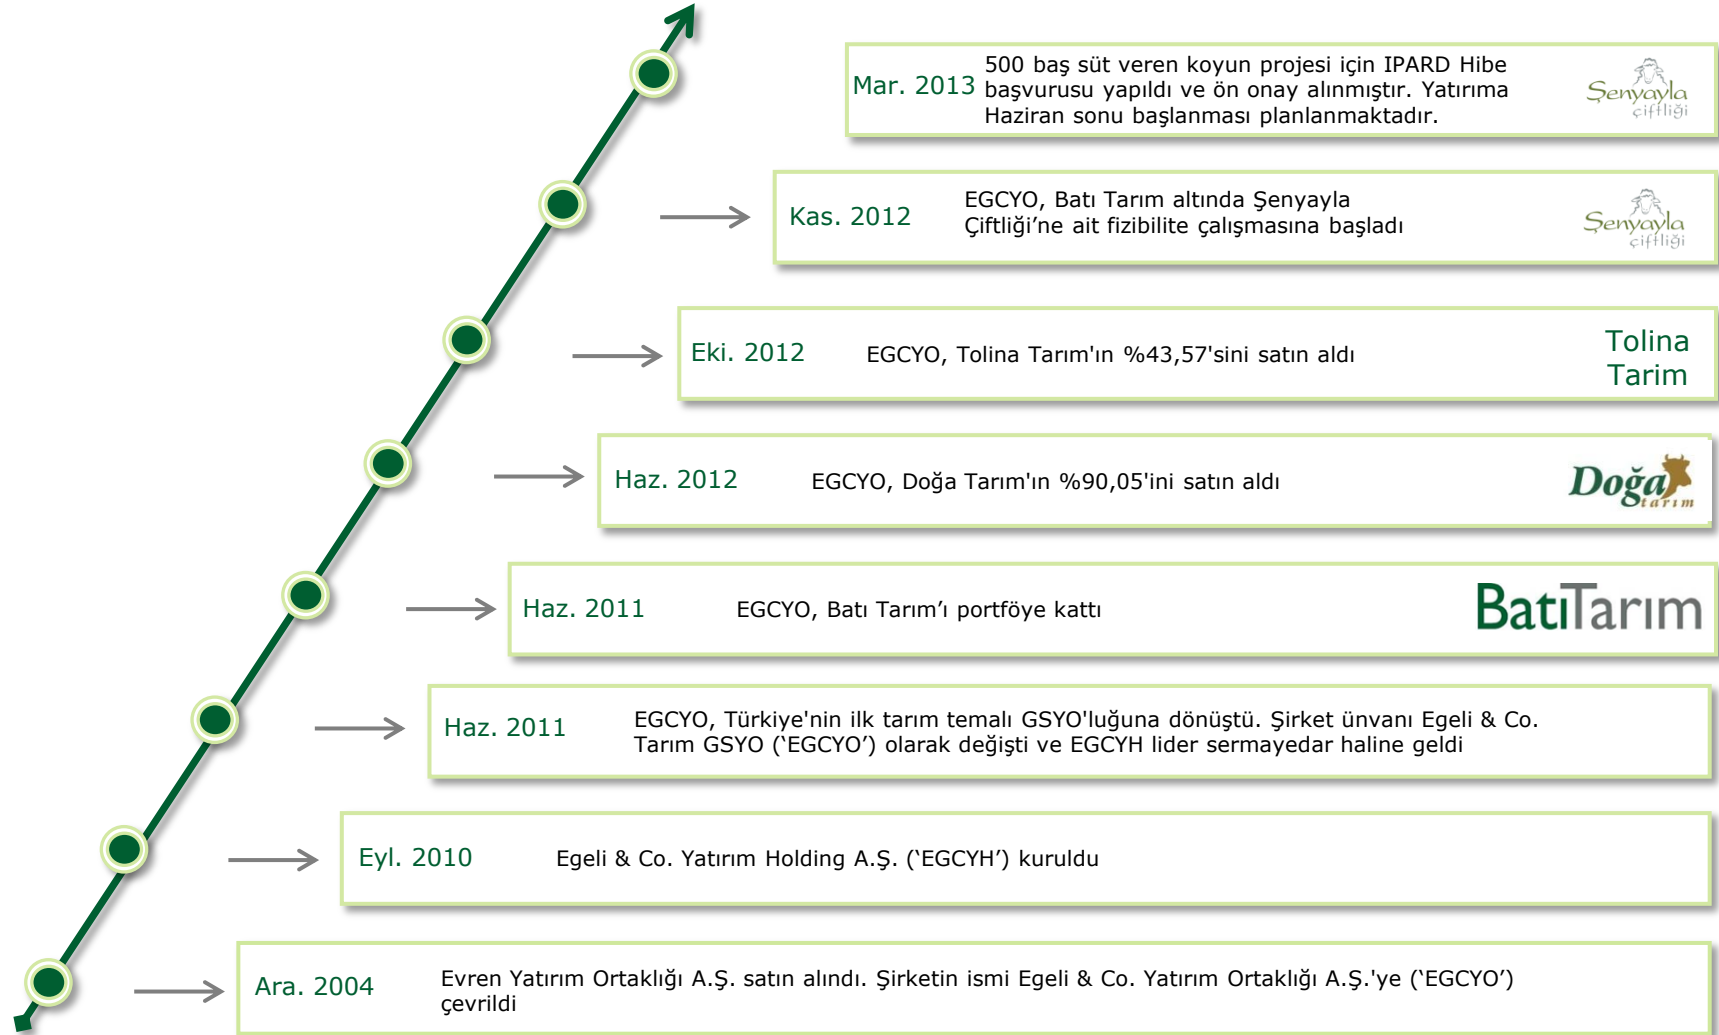 Mar. 2013
500 baş süt veren koyun projesi için IPARD Hibe
başvurusu yapıldı ve ön onay alınmıştır. Yatırıma
Haziran sonu başlanması planlanmaktadır.
Şenyayla
çiftliği
Kas. 2012
EGCYO, Batı Tarım altında Şenyayla
Çiftliği’ne ait fizibilite çalışmasına başladı
Şenyayla
çiftliği
Eki. 2012
EGCYO, Tolina Tarım'ın %43,57'sini satın aldı
Tolina
Tarim
Haz. 2012
EGCYO, Doğa Tarım'ın %90,05'ini satın aldı
Doğa
tarım
Haz. 2011
EGCYO, Batı Tarım’ı portföye kattı
BatıTarım
Haz. 2011
EGCYO, Türkiye'nin ilk tarım temalı GSYO'luğuna dönüştü. Şirket ünvanı Egeli & Co.
Tarım GSYO (‘EGCYO’) olarak değişti ve EGCYH lider sermayedar haline geldi
Eyl. 2010
Egeli & Co. Yatırım Holding A.Ş. (‘EGCYH’) kuruldu
Ara. 2004
Evren Yatırım Ortaklığı A.Ş. satın alındı. Şirketin ismi Egeli & Co. Yatırım Ortaklığı A.Ş.'ye (‘EGCYO’)
çevrildi